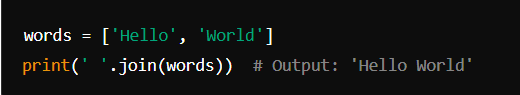 words = ['Hello', 'World']
print(' '.join(words))  # Output: 'Hello World'